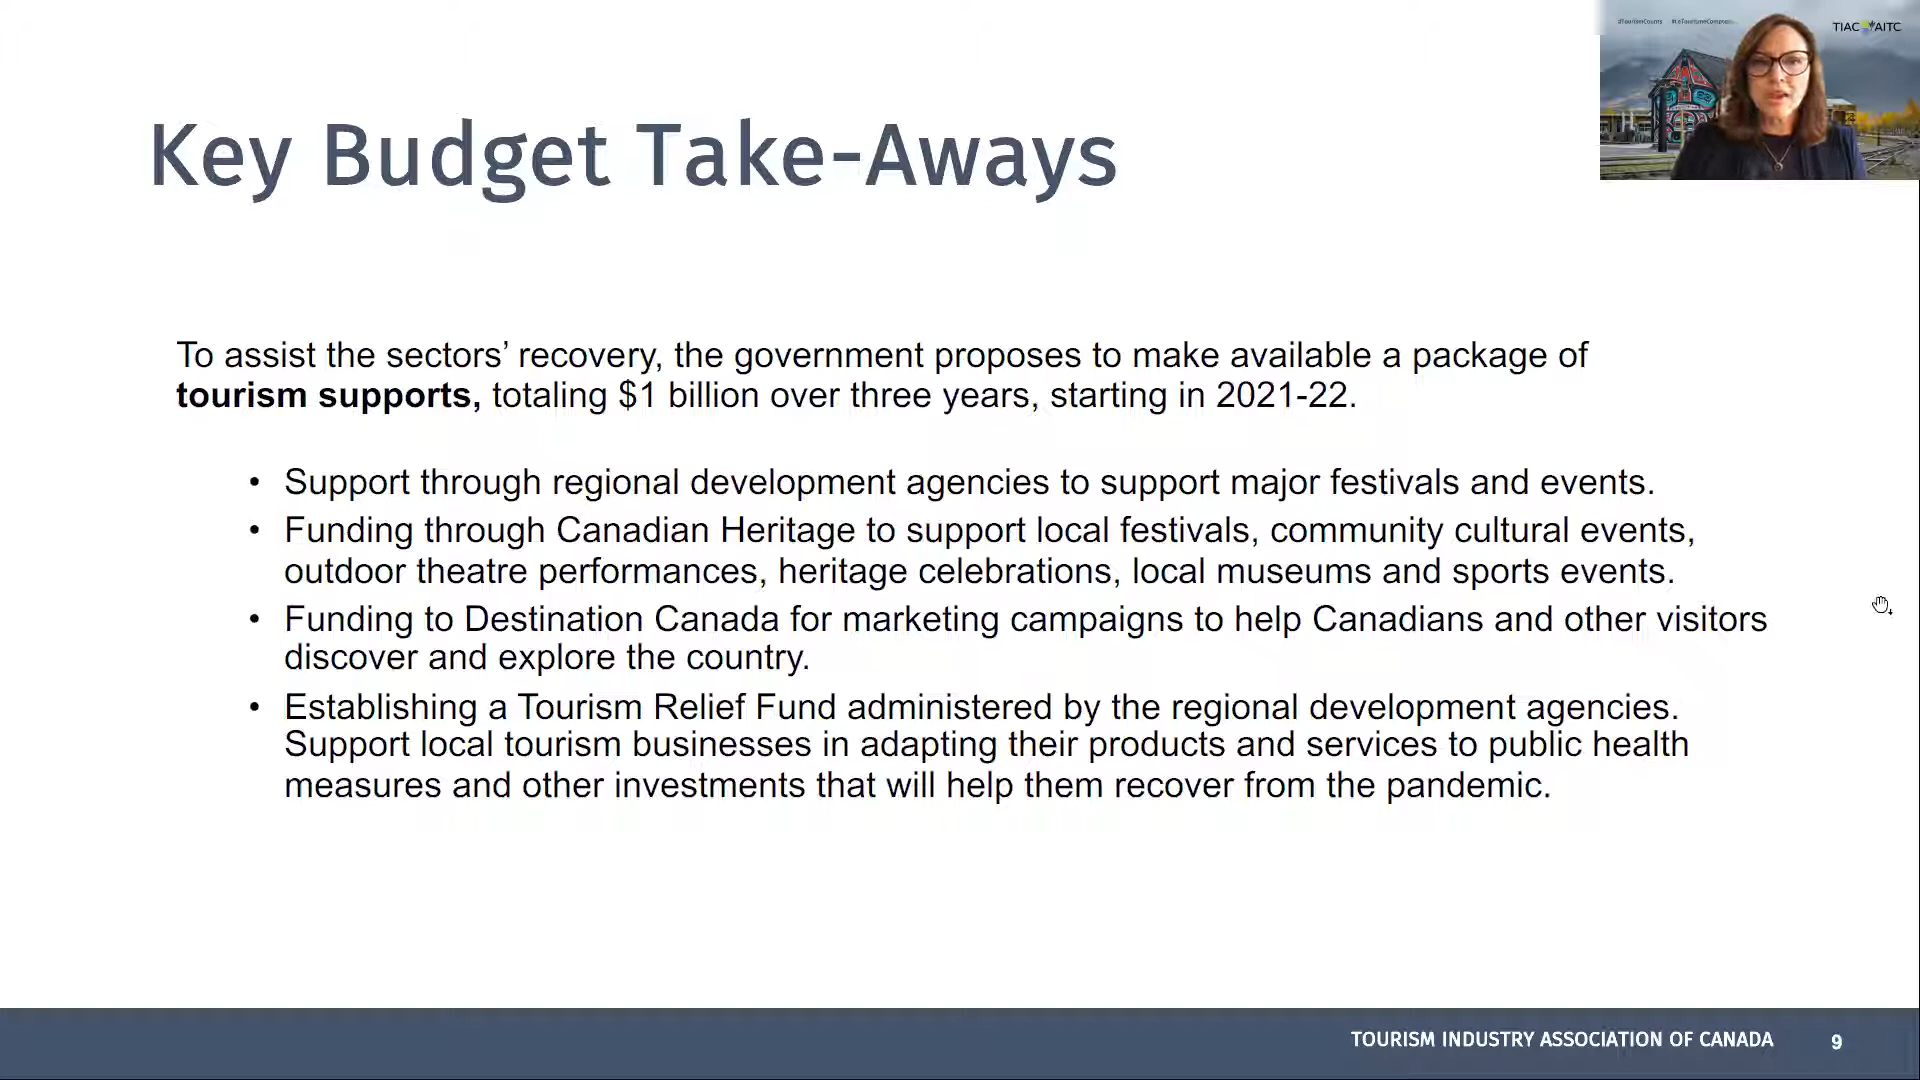 #TourismCounts #LeTourismeCompte
TIAC AITC
Key Budget Take-Aways
To assist the sectors’ recovery, the government proposes to make available a package of
tourism supports, totaling $1 billion over three years, starting in 2021-22.
• Support through regional development agencies to support major festivals and events.
• Funding through Canadian Heritage to support local festivals, community cultural events,
outdoor theatre performances, heritage celebrations, local museums and sports events.
• Funding to Destination Canada for marketing campaigns to help Canadians and other visitors
discover and explore the country.
• Establishing a Tourism Relief Fund administered by the regional development agencies.
Support local tourism businesses in adapting their products and services to public health
measures and other investments that will help them recover from the pandemic.
TOURISM INDUSTRY ASSOCIATION OF CANADA 9